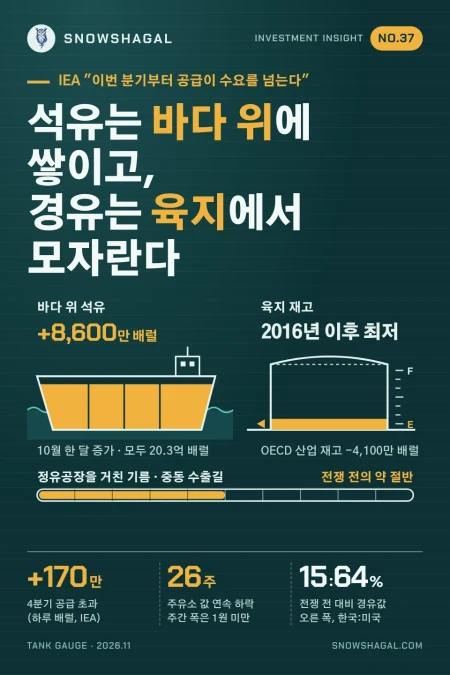 SNOWSHAGAL
INVESTMENT INSIGHT
NO.37
IEA "이번 분기부터 공급이 수요를 넘는다"
석유는 바다 위에
쌓이고,
경유는 육지에서
모자란다
바다 위 석유
+8,600만 배럴
육지 재고
2016년 이후 최저
F
E
10월 한 달 증가 · 모두 20.3억 배럴
OECD 산업 재고 −4,100만 배럴
정유공장을 거친 기름 · 중동 수출길
전쟁 전의 약 절반
+170만
4분기 공급 초과
(하루 배럴, IEA)
26주
주유소 값 연속 하락
주간 폭은 1원 미만
15:64%
전쟁 전 대비 경유값
오른 폭, 한국:미국
TANK GAUGE · 2026.11
SNOWSHAGAL.COM